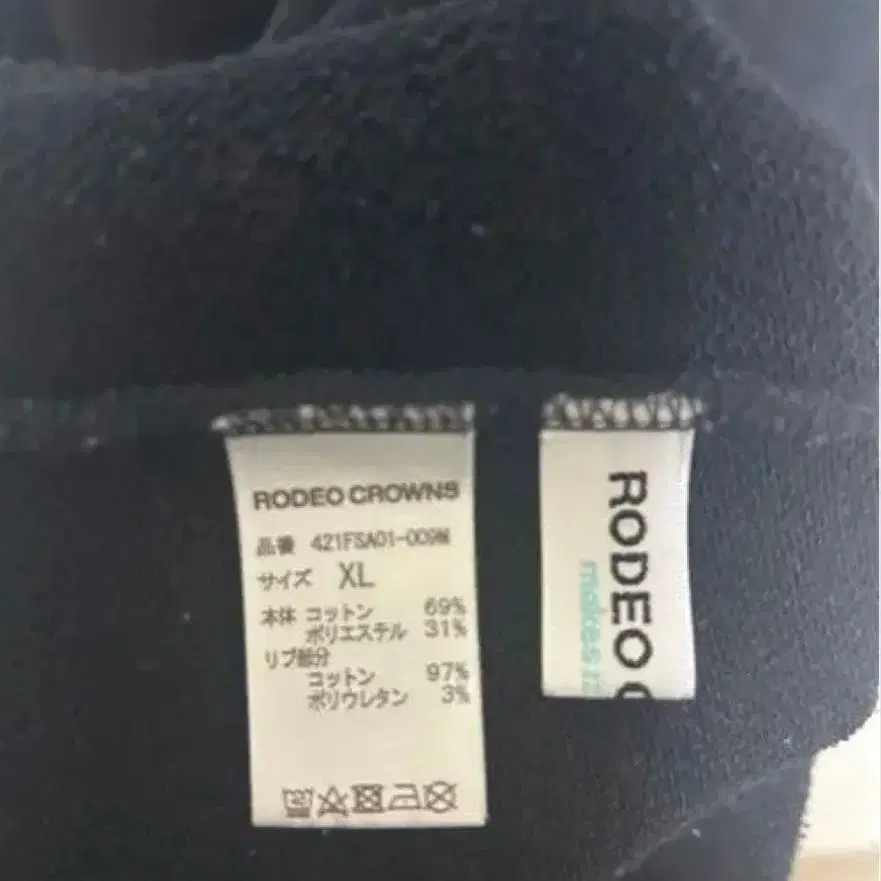 RODEO CROWNS
品番 421FSA01-009M
サイズ XL
本体 コットン 69%
ポリエステル 31%
リブ部分
コットン 97%
ポリウレタン 3%
RODEO C
makes